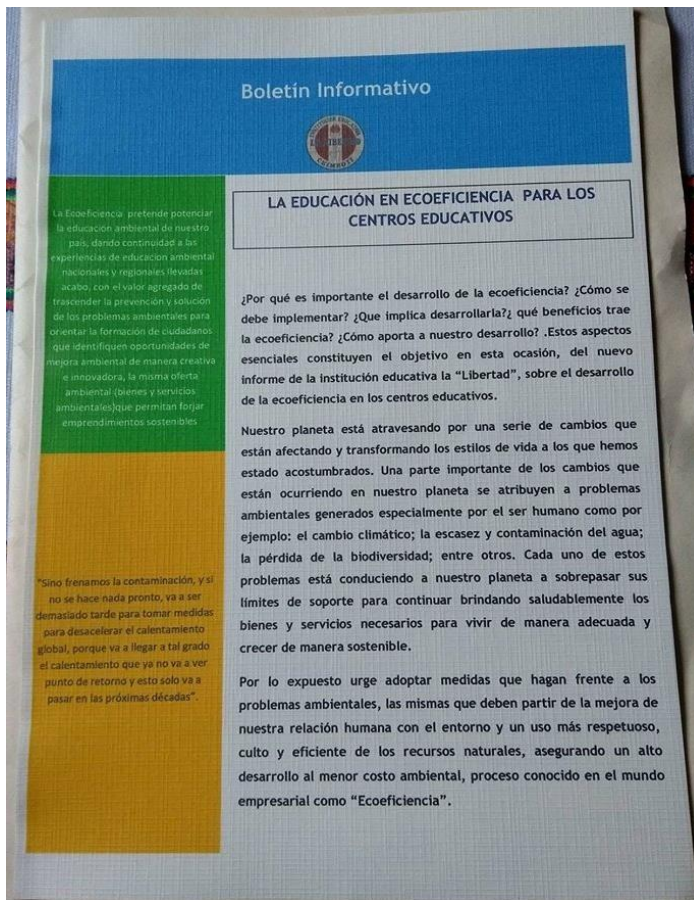 Boletín Informativo
La Ecoeficiencia pretende potenciar
la educación ambiental de nuestro
país, dando continuidad a las
experiencias de educacion ambiental
nacionales y regionales llevadas
acabo, con el valor agregado de
trascender la prevención y solución
de los problemas ambientales para
orientar la formación de ciudadanos
que identifiquen oportunidades de
mejora ambiental de manera creativa
e innovadora, la misma oferta
ambiental (bienes y servicios
ambientales)que permitan forjar
emprendimientos sostenibles
"Sino frenamos la contaminación, y si
no se hace nada pronto, va a ser
demasiado tarde para tomar medidas
para desacelerar el calentamiento
global, porque va a llegar a tal grado
el calentamiento que ya no va a ver
punto de retorno y esto solo va a
pasar en las próximas décadas".
LA EDUCACIÓN EN ECOEFICIENCIA PARA LOS
CENTROS EDUCATIVOS
¿Por qué es importante el desarrollo de la ecoeficiencia? ¿Cómo se
debe implementar? ¿Que implica desarrollarla?¿ qué beneficios trae
la ecoeficiencia? ¿Cómo aporta a nuestro desarrollo? .Estos aspectos
esenciales constituyen el objetivo en esta ocasión, del nuevo
informe de la institución educativa la “Libertad”, sobre el desarrollo
de la ecoeficiencia en los centros educativos.
Nuestro planeta está atravesando por una serie de cambios que
están afectando y transformando los estilos de vida a los que hemos
estado acostumbrados. Una parte importante de los cambios que
están ocurriendo en nuestro planeta se atribuyen a problemas
ambientales generados especialmente por el ser humano como por
ejemplo: el cambio climático; la escasez y contaminación del agua;
la pérdida de la biodiversidad; entre otros. Cada uno de estos
problemas está conduciendo a nuestro planeta a sobrepasar sus
límites de soporte para continuar brindando saludablemente los
bienes y servicios necesarios para vivir de manera adecuada y
crecer de manera sostenible.
Por lo expuesto urge adoptar medidas que hagan frente a los
problemas ambientales, las mismas que deben partir de la mejora de
nuestra relación humana con el entorno y un uso más respetuoso,
culto y eficiente de los recursos naturales, asegurando un alto
desarrollo al menor costo ambiental, proceso conocido en el mundo
empresarial como “Ecoeficiencia”.